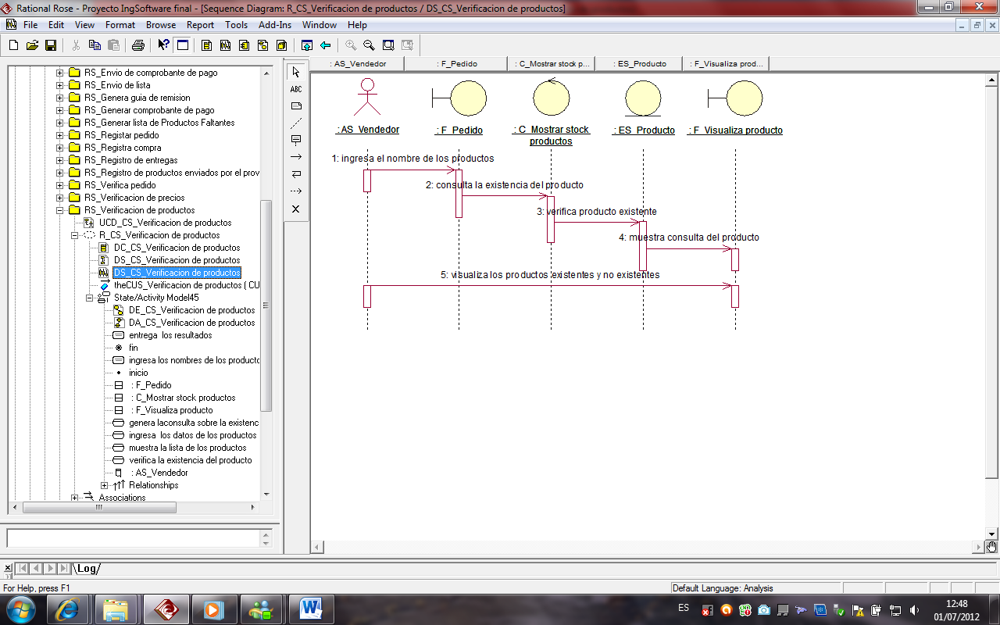 Rational Rose - Proyecto IngSoftware final - [Sequence Diagram: R_CS_Verificacion de productos / DS_CS_Verificacion de productos]
File Edit View Format Browse Report Tools Add-Ins Window Help
RS_Envio de comprobante de pago
RS_Envio de lista
RS_Genera guia de remision
RS_Generar comprobante de pago
RS_Generar lista de Productos Faltantes
RS_Registar pedido
RS_Registra compra
RS_Registro de entregas
RS_Registro de productos enviados por el prov
RS_Verifica pedido
RS_Verificacion de precios
RS_Verificacion de productos
UCD_CS_Verificacion de productos
R_CS_Verificacion de productos
DC_CS_Verificacion de productos
DS_CS_Verificacion de productos
DS_CS_Verificacion de productos
theCUS_Verificacion de productos ( CU
State/Activity Model45
DE_CS_Verificacion de productos
DA_CS_Verificacion de productos
entrega los resultados
fin
ingresa los nombres de los producto
inicio
: F_Pedido
: C_Mostrar stock productos
: F_Visualiza producto
genera laconsulta sobre la existenc
ingresa los datos de los productos
muestra la lista de los productos
verifica la existencia del producto
: AS_Vendedor
Relationships
Associations
ABC
: AS_Vendedor : F_Pedido : C_Mostrar stock p... : ES_Producto : F_Visualiza prod...
: AS_Vendedor : F_Pedido : C_Mostrar stock productos : ES_Producto : F_Visualiza producto
1: ingresa el nombre de los productos
2: consulta la existencia del producto
3: verifica producto existente
4: muestra consulta del producto
5: visualiza los productos existentes y no existentes
Log
For Help, press F1
Default Language: Analysis
ES
12:48
01/07/2012